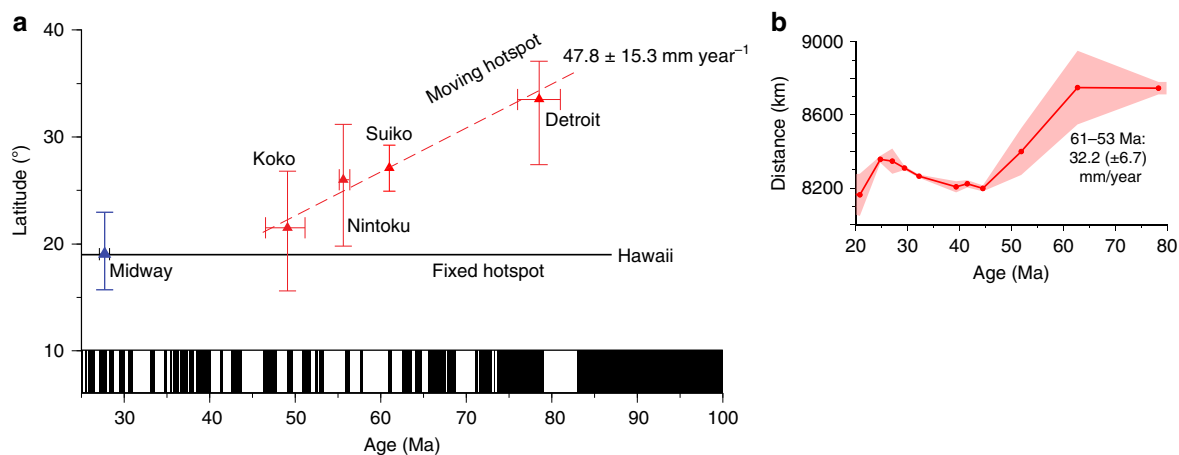 a
40
30
20
10
Latitude (°)
Moving hotspot
47.8 ± 15.3 mm year⁻¹
Detroit
Suiko
Koko
Nintoku
Midway
Fixed hotspot
Hawaii
30 40 50 60 70 80 90 100
Age (Ma)
b
9000
8600
8200
Distance (km)
61–53 Ma:
32.2 (±6.7)
mm/year
20 30 40 50 60 70 80
Age (Ma)